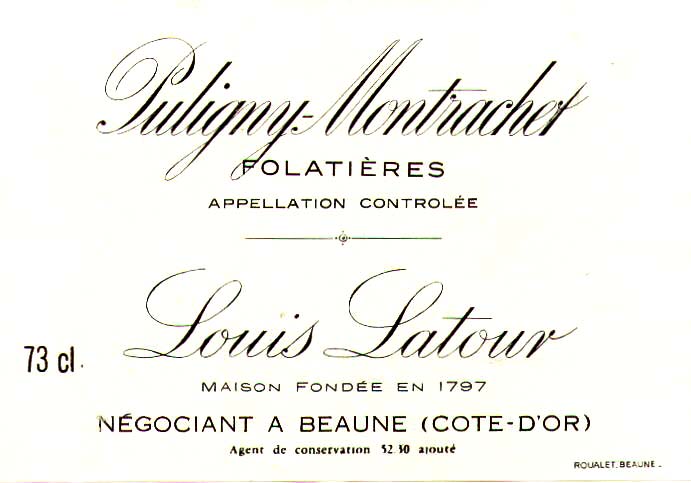 Puligny-Montrachet
FOLATIÈRES
APPELLATION CONTROLÉE
Louis Latour
73 cl.
MAISON FONDÉE EN 1797
NÉGOCIANT A BEAUNE (COTE-D'OR)
Agent de conservation 52.30 ajouté
ROUALET. BEAUNE.